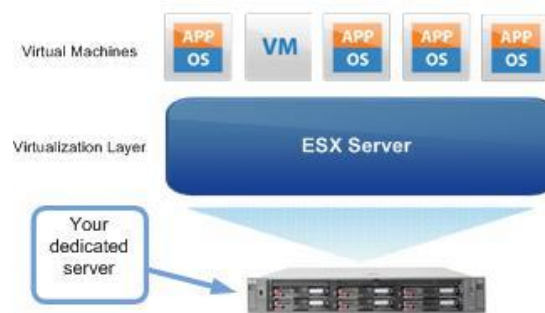 Virtual Machines
APP
OS
VM
APP
OS
APP
OS
APP
OS
Virtualization Layer
ESX Server
Your
dedicated
server